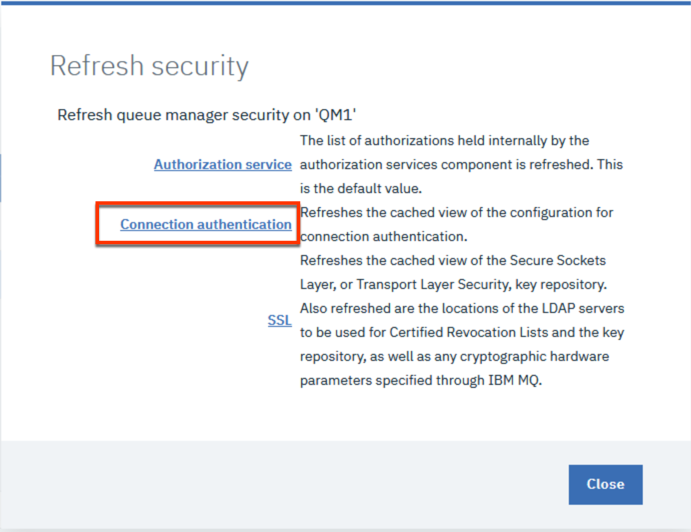 Refresh security
Refresh queue manager security on 'QM1'
Authorization service
The list of authorizations held internally by the
authorization services component is refreshed. This
is the default value.
Connection authentication
Refreshes the cached view of the configuration for
connection authentication.
SSL
Refreshes the cached view of the Secure Sockets
Layer, or Transport Layer Security, key repository.
Also refreshed are the locations of the LDAP servers
to be used for Certified Revocation Lists and the key
repository, as well as any cryptographic hardware
parameters specified through IBM MQ.
Close